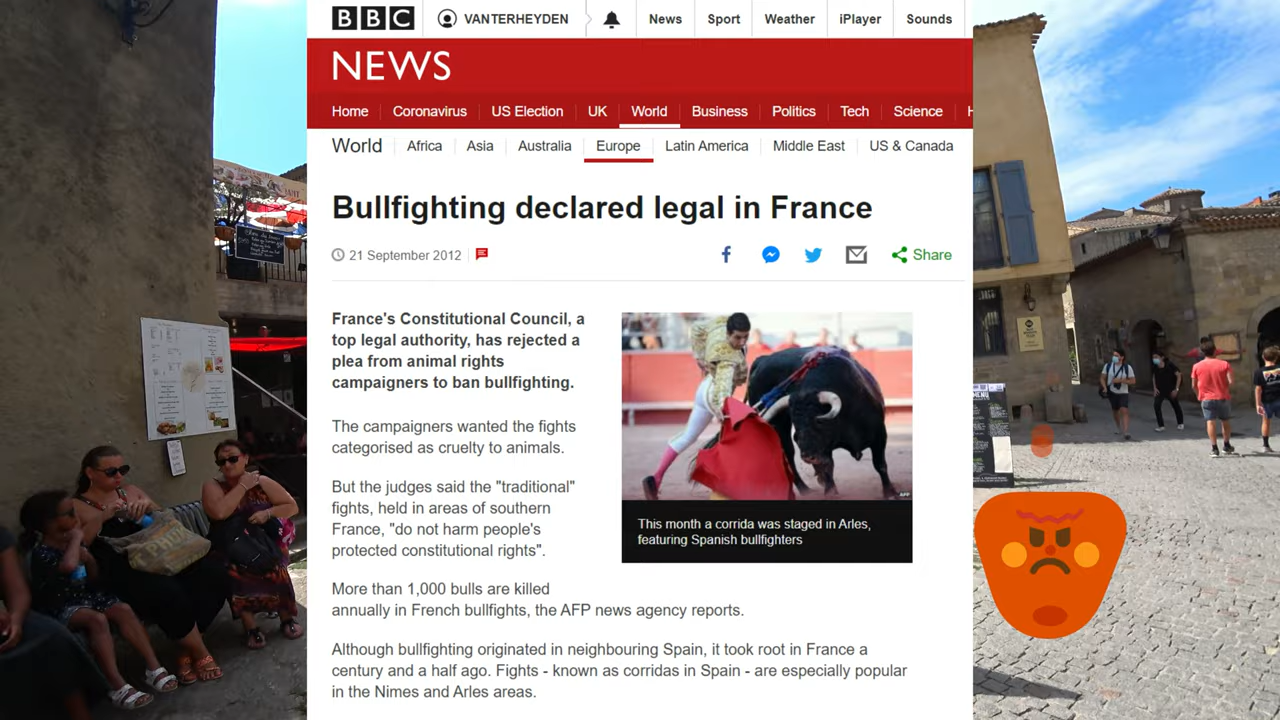 BBC
VANTERHEYDEN
News
Sport
Weather
iPlayer
Sounds
NEWS
Home
Coronavirus
US Election
UK
World
Business
Politics
Tech
Science
World
Africa
Asia
Australia
Europe
Latin America
Middle East
US & Canada
Bullfighting declared legal in France
21 September 2012
Share
France's Constitutional Council, a
top legal authority, has rejected a
plea from animal rights
campaigners to ban bullfighting.
The campaigners wanted the fights
categorised as cruelty to animals.
But the judges said the "traditional"
fights, held in areas of southern
France, "do not harm people's
protected constitutional rights".
AFP
This month a corrida was staged in Arles,
featuring Spanish bullfighters
More than 1,000 bulls are killed
annually in French bullfights, the AFP news agency reports.
Although bullfighting originated in neighbouring Spain, it took root in France a
century and a half ago. Fights - known as corridas in Spain - are especially popular
in the Nimes and Arles areas.
MENU